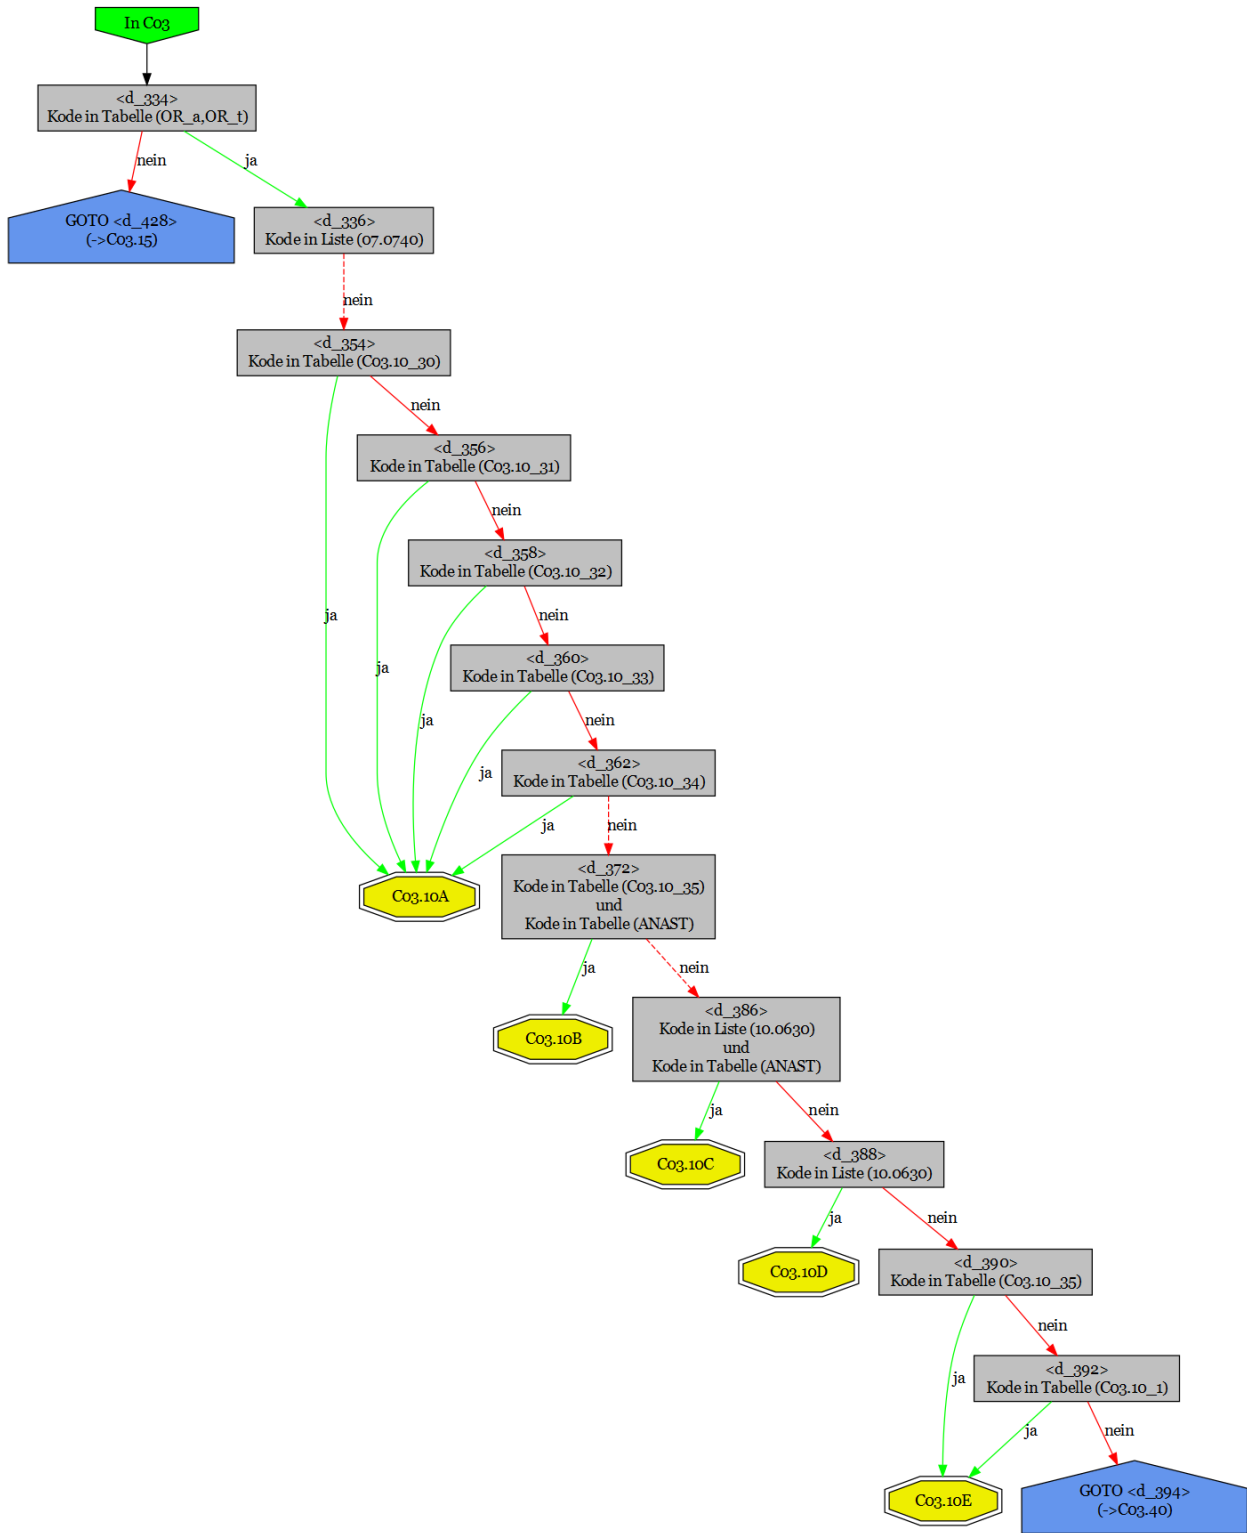 In C03
<d_334>
Kode in Tabelle (OR_a,OR_t)
nein
ja
GOTO <d_428>
(->C03.15)
<d_336>
Kode in Liste (07.0740)
nein
<d_354>
Kode in Tabelle (C03.10_30)
nein
<d_356>
Kode in Tabelle (C03.10_31)
nein
<d_358>
Kode in Tabelle (C03.10_32)
ja
nein
<d_360>
Kode in Tabelle (C03.10_33)
ja
ja
nein
<d_362>
Kode in Tabelle (C03.10_34)
ja
ja
nein
<d_372>
Kode in Tabelle (C03.10_35)
und
Kode in Tabelle (ANAST)
C03.10A
ja
nein
<d_386>
Kode in Liste (10.0630)
und
Kode in Tabelle (ANAST)
C03.10B
ja
nein
<d_388>
Kode in Liste (10.0630)
C03.10C
ja
nein
<d_390>
Kode in Tabelle (C03.10_35)
C03.10D
nein
<d_392>
Kode in Tabelle (C03.10_1)
ja
ja
nein
C03.10E
GOTO <d_394>
(->C03.40)